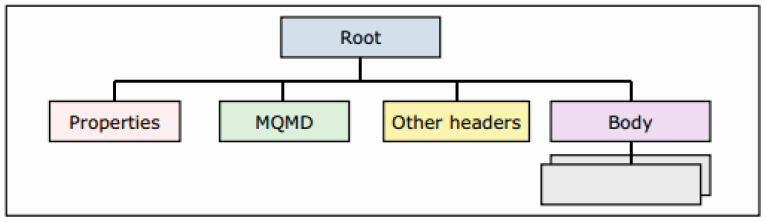 Root
Properties
MQMD
Other headers
Body